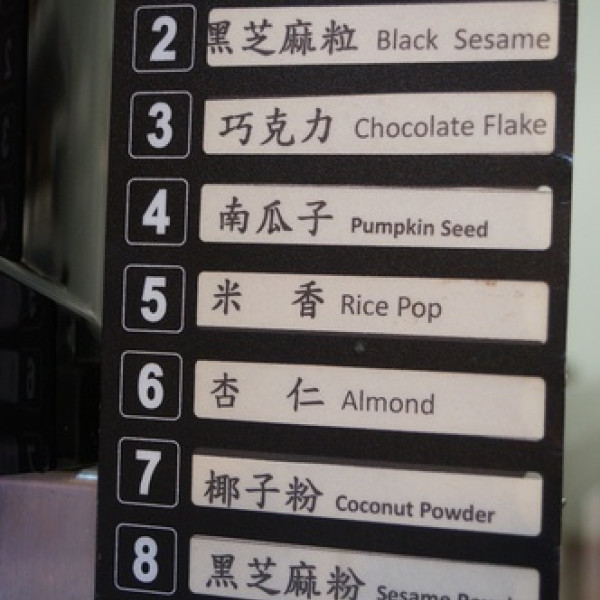 2 黑芝麻粒 Black Sesame
3 巧克力 Chocolate Flake
4 南瓜子 Pumpkin Seed
5 米 香 Rice Pop
6 杏 仁 Almond
7 椰子粉 Coconut Powder
8 黑芝麻粉 Sesame